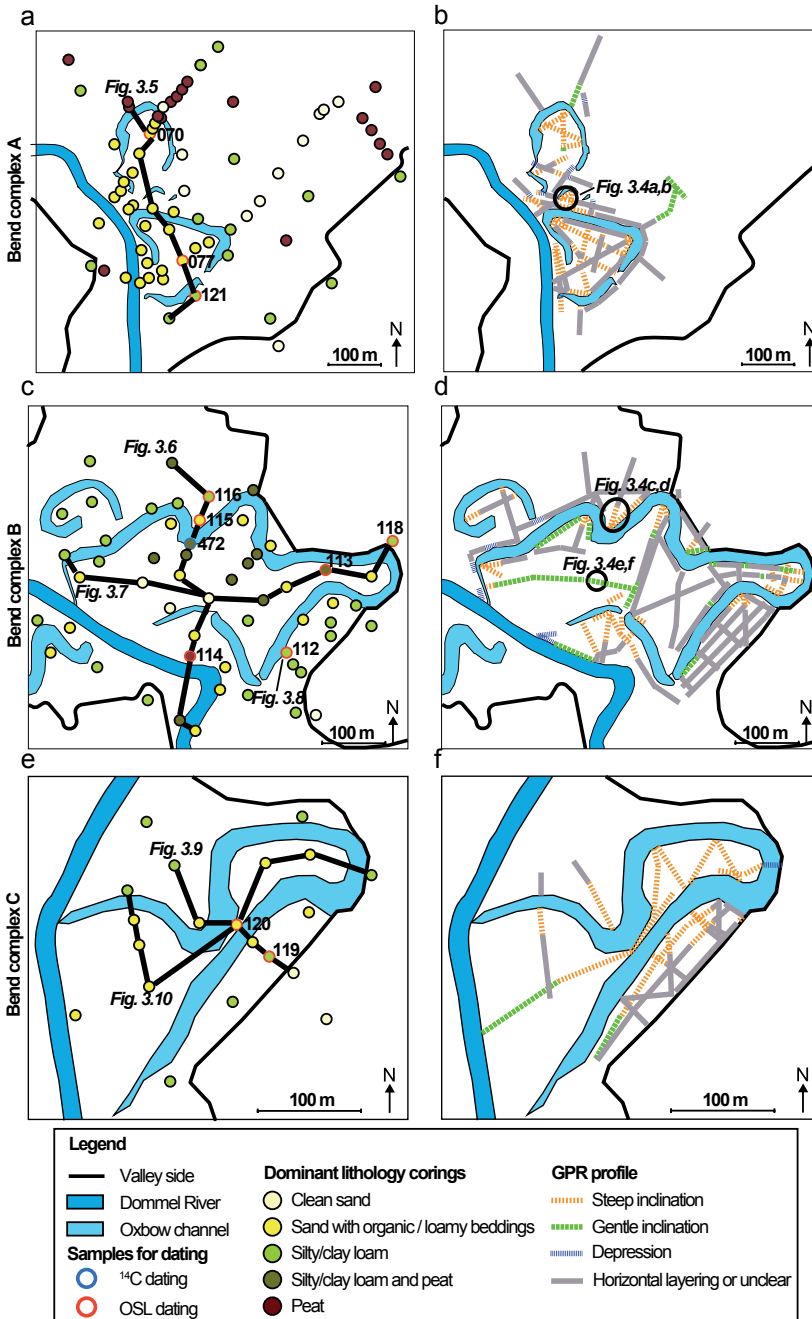 a
b
Bend complex A
Fig. 3.5
070
077
121
100 m
N
Fig. 3.4a,b
100 m
N
c
d
Bend complex B
Fig. 3.6
116
115
472
118
113
Fig. 3.7
114
112
Fig. 3.8
100 m
N
Fig. 3.4c,d
Fig. 3.4e,f
100 m
N
e
f
Bend complex C
Fig. 3.9
120
119
Fig. 3.10
100 m
N
100 m
N
Legend
Valley side
Dommel River
Oxbow channel
Samples for dating
14C dating
OSL dating
Dominant lithology corings
Clean sand
Sand with organic / loamy beddings
Silty/clay loam
Silty/clay loam and peat
Peat
GPR profile
Steep inclination
Gentle inclination
Depression
Horizontal layering or unclear